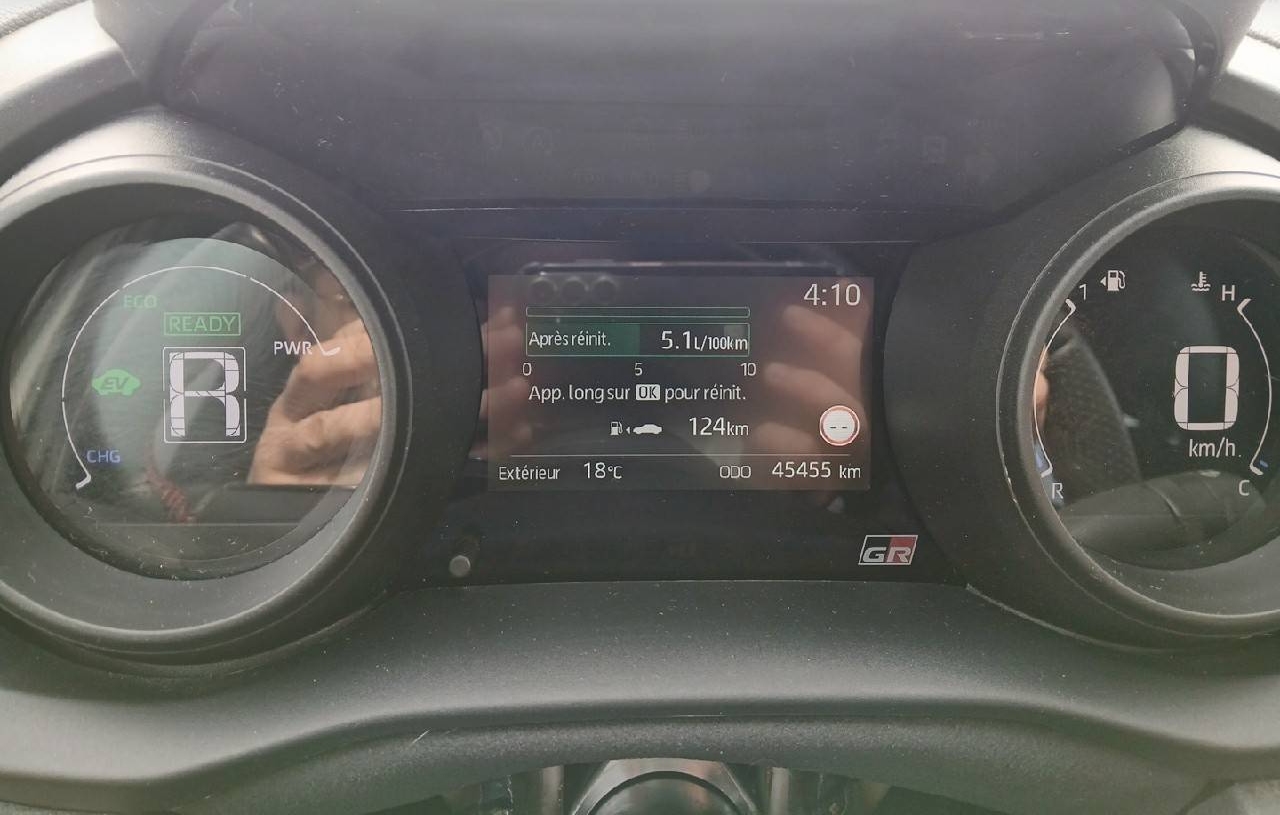 ECO
READY
PWR
EV
R
CHG
4:10
Après réinit. 5.1L/100km
0 5 10
App. long sur OK pour réinit.
124km
--
Extérieur 18°C ODO 45455 km
GR
1 H
0
km/h
R C